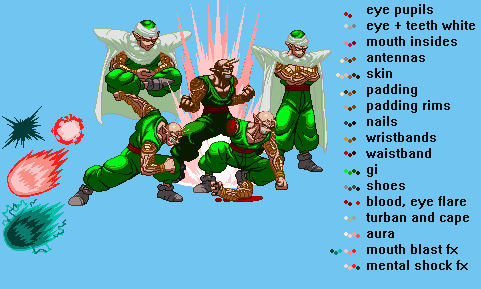 eye pupils
eye + teeth white
mouth insides
antennas
skin
padding
padding rims
nails
wristbands
waistband
gi
shoes
blood, eye flare
turban and cape
aura
mouth blast fx
mental shock fx